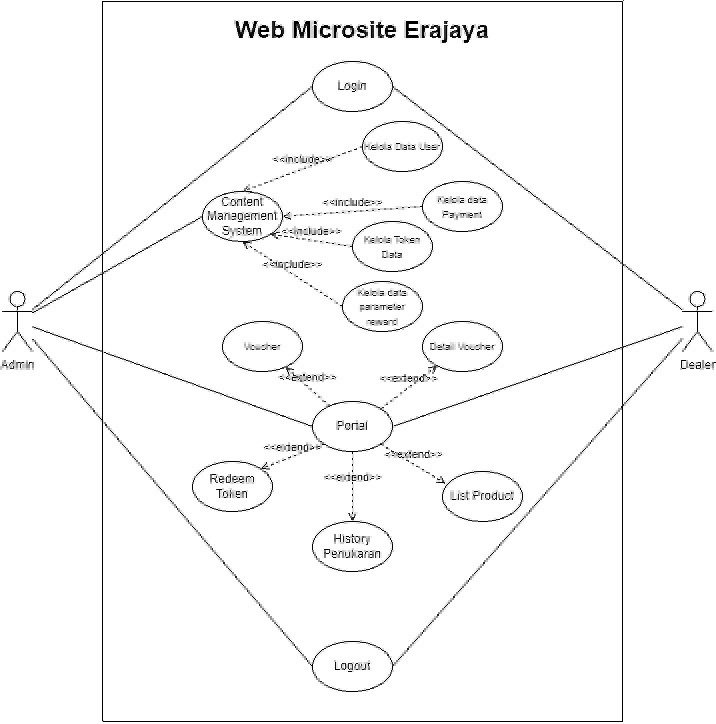 Web Microsite Erajaya
Login
Kelola Data User
<<include>>
Content
Management
System
<<include>>
Kelola data
Payment
<<include>>
Kelola Token
Data
<<include>>
Kelola data
parameter
reward
Admin
Dealer
Voucher
Detail Voucher
<<extend>>
<<extend>>
Portal
<<extend>>
<<extend>>
<<extend>>
Redeem
Token
List Product
History
Penukaran
Logout